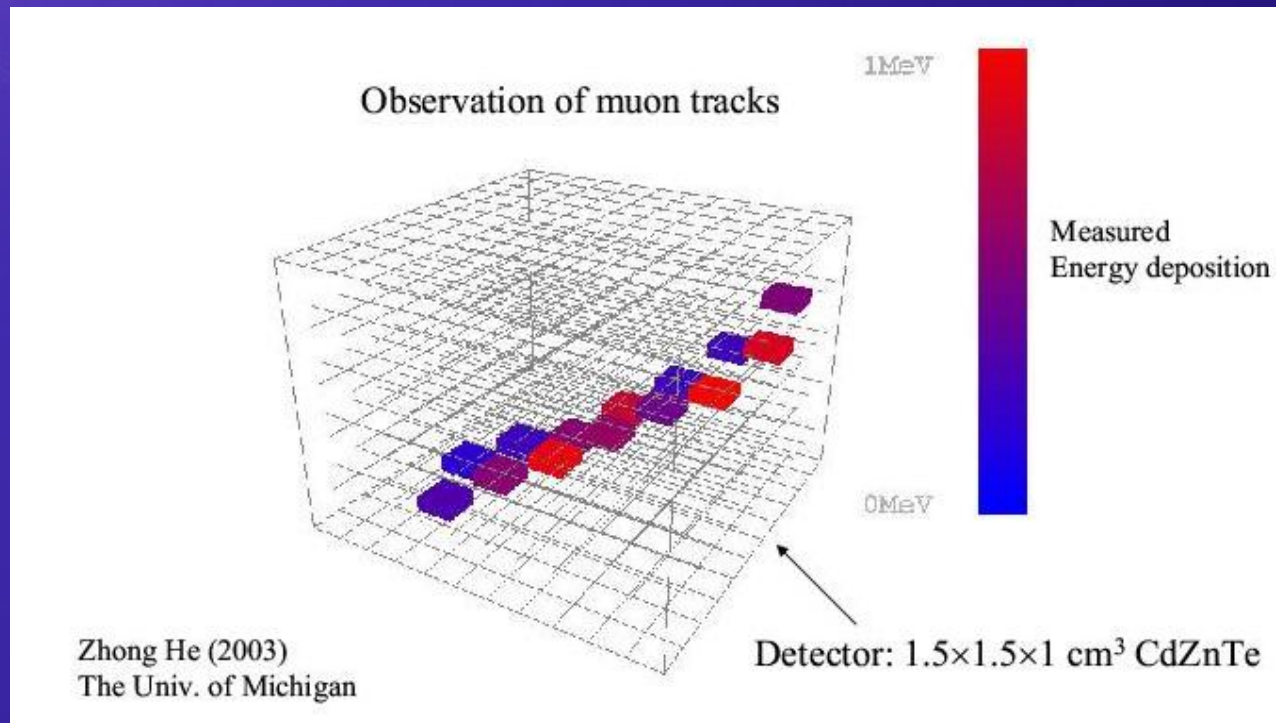 Observation of muon tracks
1MeV
Measured
Energy deposition
0MeV
Detector: 1.5×1.5×1 cm³ CdZnTe
Zhong He (2003)
The Univ. of Michigan